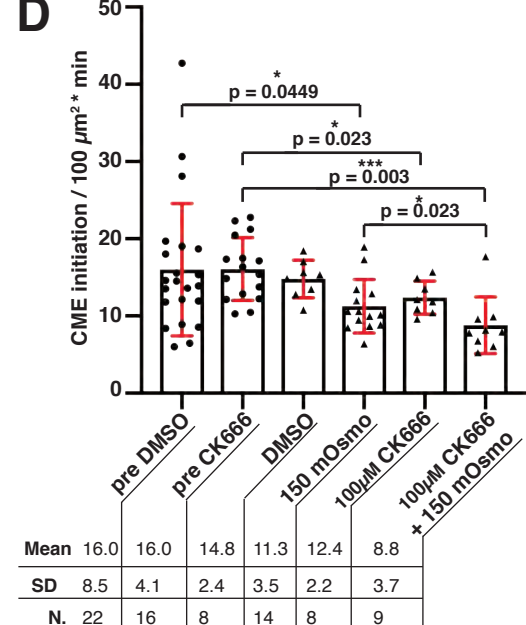 D
CME initiation / 100 µm² * min
50
40
30
20
10
0
*
p = 0.0449
*
p = 0.023
***
p = 0.003
*
p = 0.023
pre DMSO
pre CK666
DMSO
150 mOsmo
100µM CK666
100µM CK666
+ 150 mOsmo
Mean 16.0 16.0 14.8 11.3 12.4 8.8
SD 8.5 4.1 2.4 3.5 2.2 3.7
N. 22 16 8 14 8 9